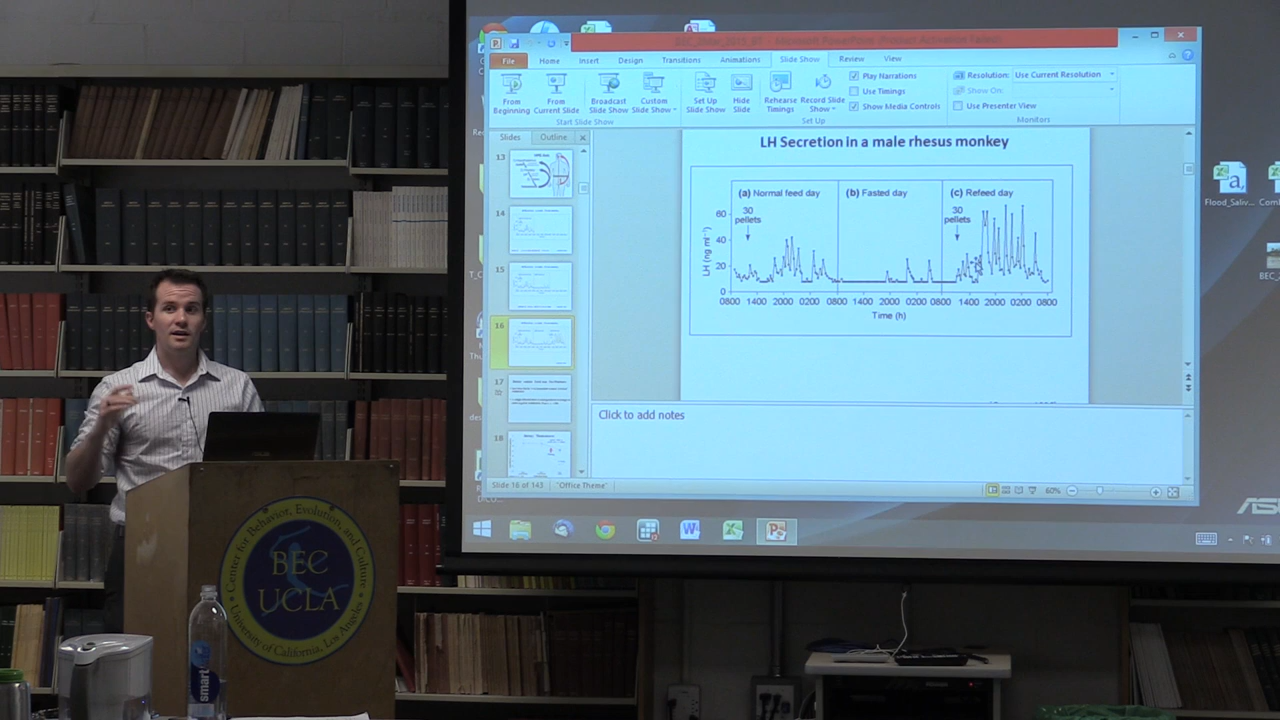 File Home Insert Design Transitions Animations Slide Show Review View
From Beginning
From Current Slide
Broadcast Slide Show
Custom Slide Show
Set Up Slide Show
Hide Slide
Rehearse Timings
Record Slide Show
Play Narrations
Use Timings
Show Media Controls
Resolution: Use Current Resolution
Show On:
Use Presenter View
Start Slide Show
Set Up
Monitors
Slides Outline
13
14
15
16
17
18
LH Secretion in a male rhesus monkey
(a) Normal feed day
(b) Fasted day
(c) Refeed day
30 pellets
30 pellets
LH (ng ml⁻¹)
60
40
20
0
0800 1400 2000 0200 0800 1400 2000 0200 0800 1400 2000 0200 0800
Time (h)
Click to add notes
Slide 16 of 143 "Office Theme"
60%
Flood_Saliv...
ASUS
Center for Behavior, Evolution, and Culture
BEC
UCLA
University of California, Los Angeles
smart